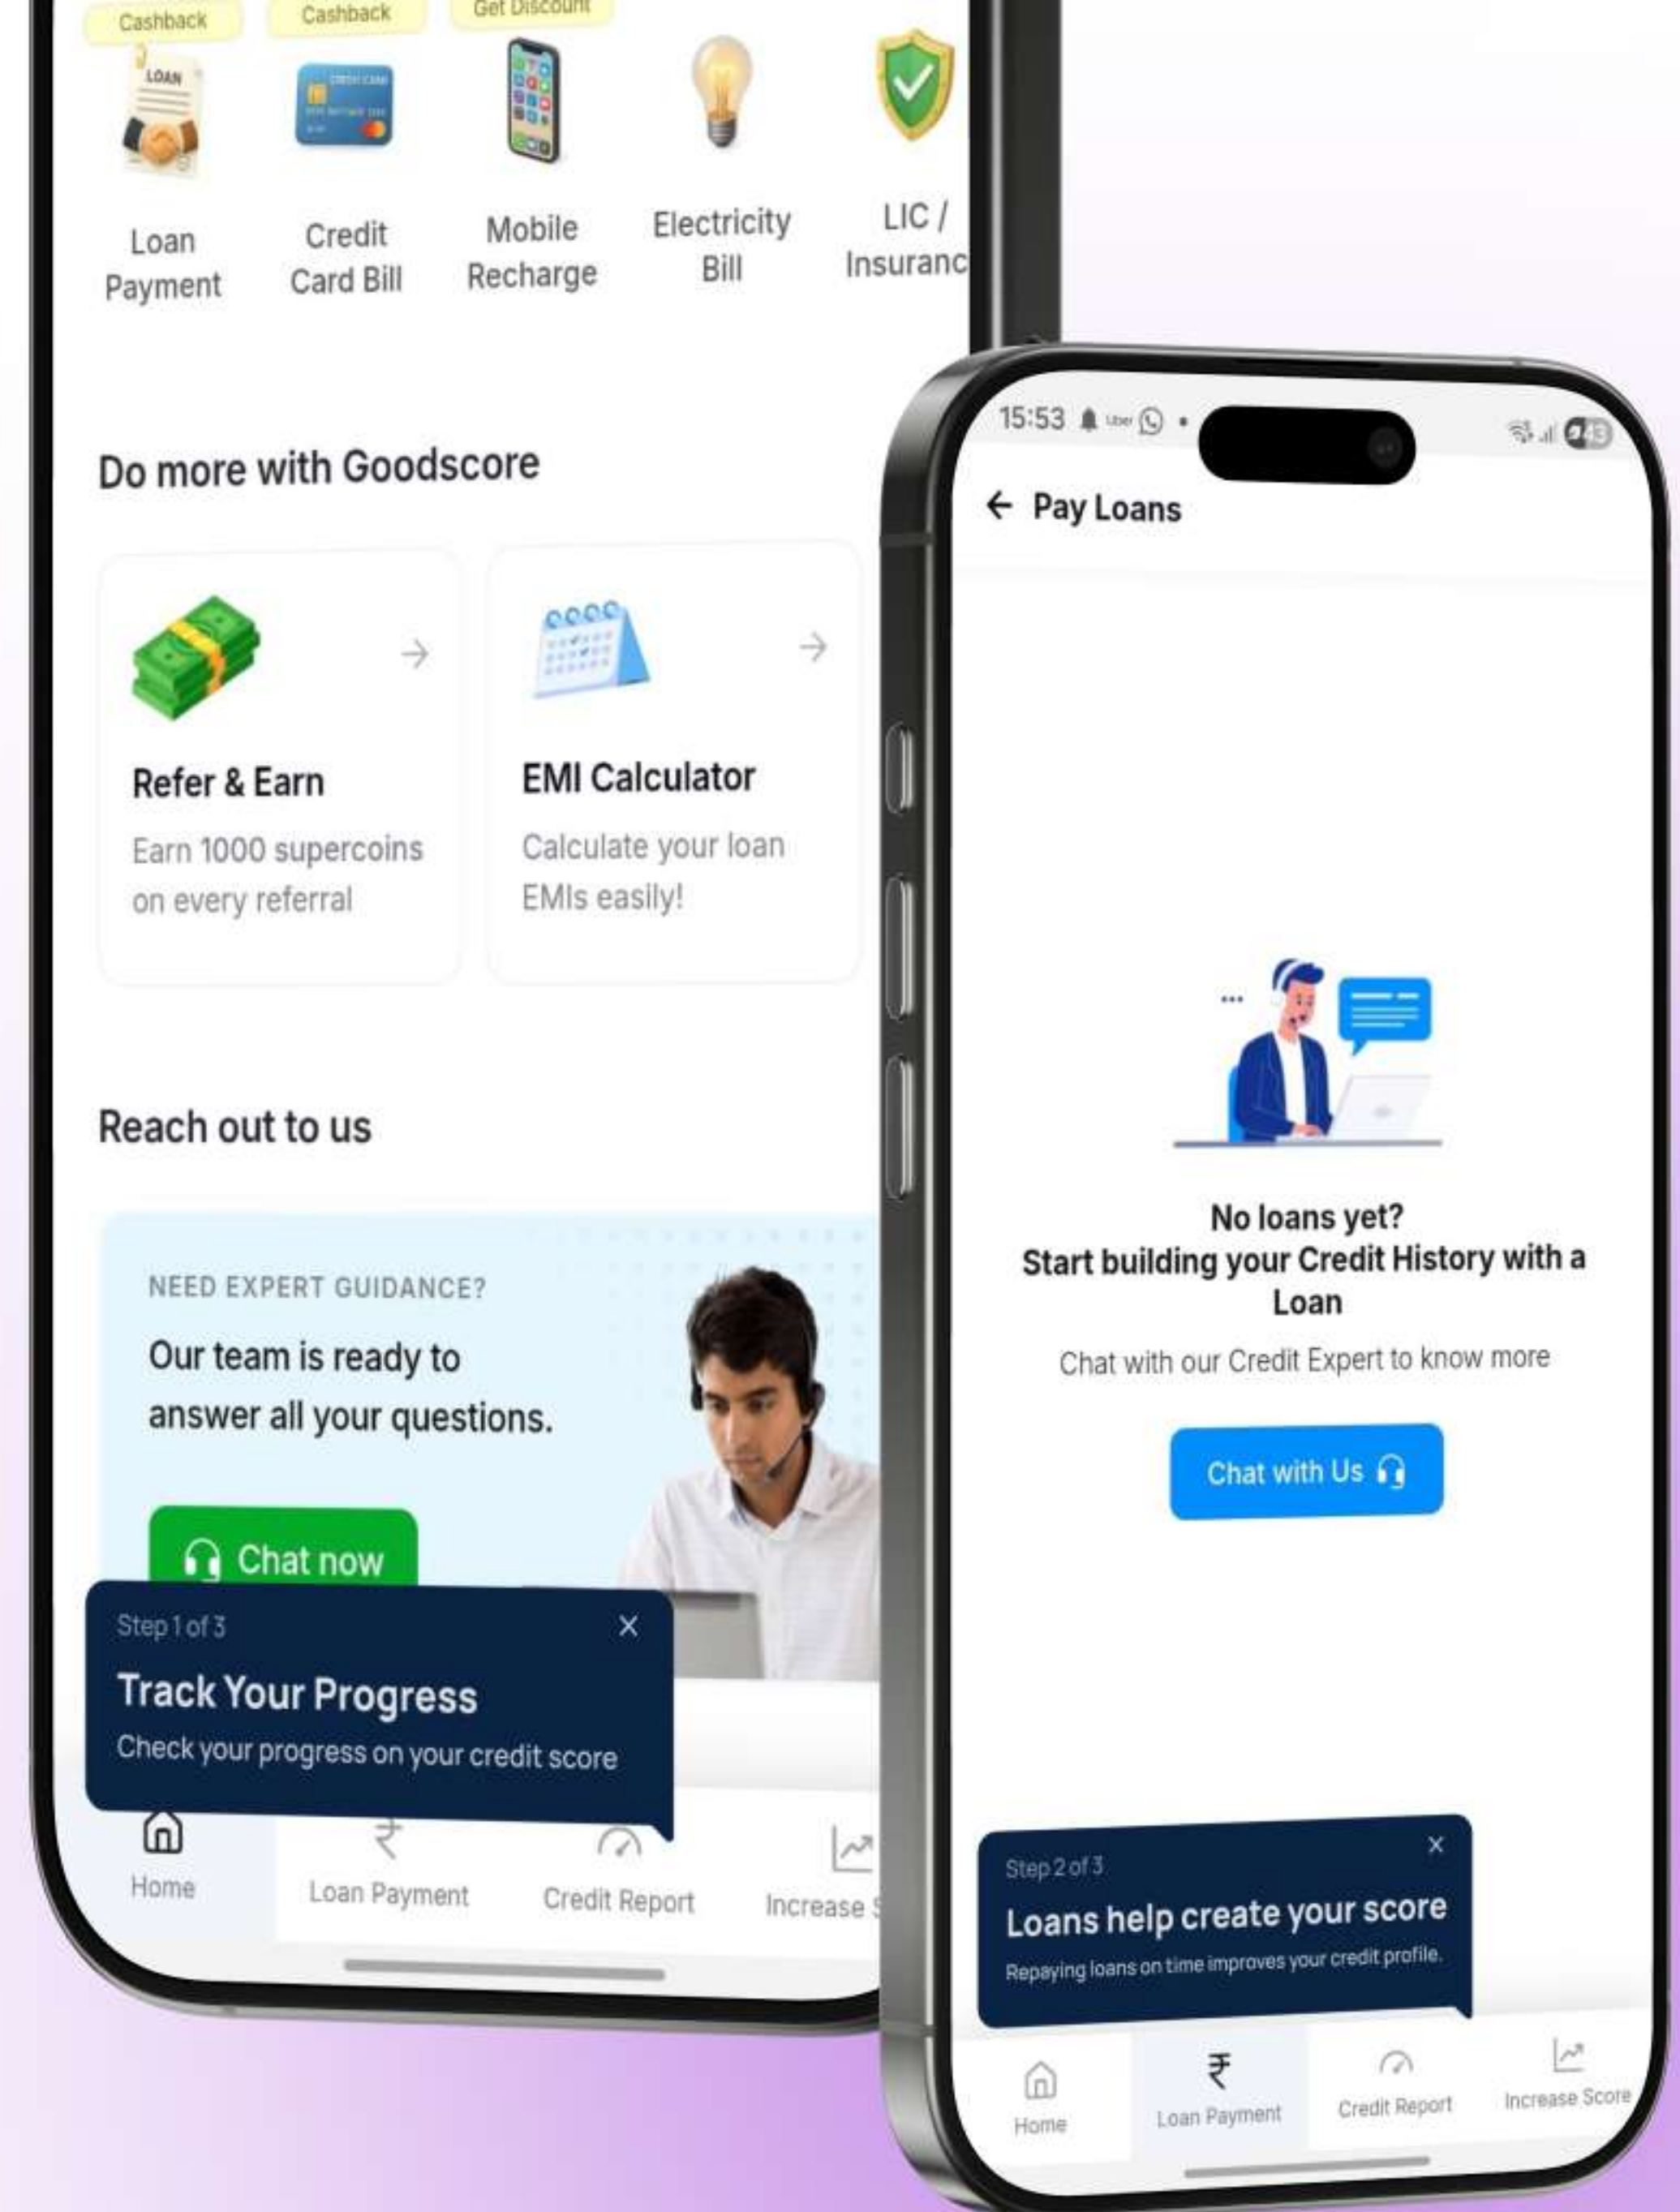 Cashback
Cashback
Get Discount
LOAN
CREDIT CARD
Loan
Payment
Credit
Card Bill
Mobile
Recharge
Electricity
Bill
LIC /
Insuranc
Do more with Goodscore
Refer & Earn
Earn 1000 supercoins
on every referral
EMI Calculator
Calculate your loan
EMIs easily!
Reach out to us
NEED EXPERT GUIDANCE?
Our team is ready to
answer all your questions.
Chat now
Step 1 of 3
Track Your Progress
Check your progress on your credit score
Home
Loan Payment
Credit Report
Increase
15:53 Uber
43
Pay Loans
No loans yet?
Start building your Credit History with a
Loan
Chat with our Credit Expert to know more
Chat with Us
Step 2 of 3
Loans help create your score
Repaying loans on time improves your credit profile.
₹
Home
Loan Payment
Credit Report
Increase Score